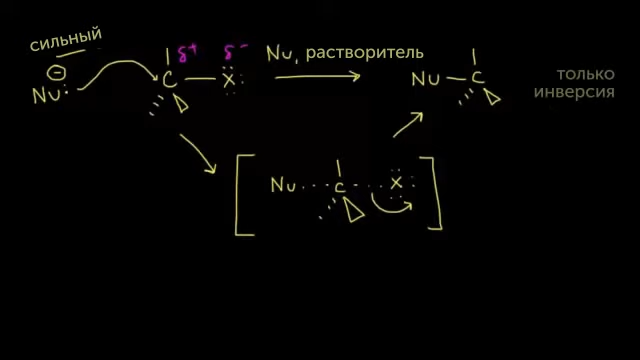 сильный
Nu:⊖
C
δ+
δ-
X
Nu, растворитель
Nu
C
только
инверсия
Nu
C
X